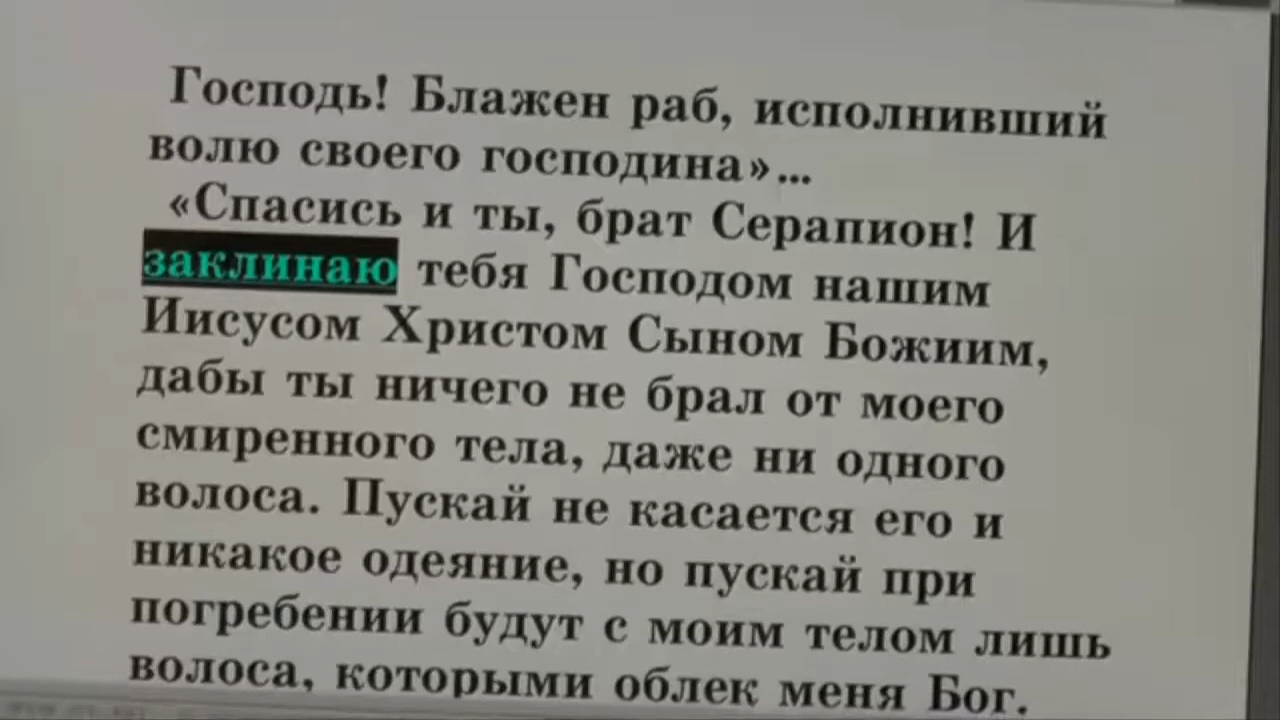 Господь! Блажен раб, исполнивший
волю своего господина»...
«Спасись и ты, брат Серапион! И
заклинаю тебя Господом нашим
Иисусом Христом Сыном Божиим,
дабы ты ничего не брал от моего
смиренного тела, даже ни одного
волоса. Пускай не касается его и
никакое одеяние, но пускай при
погребении будут с моим телом лишь
волоса, которыми облек меня Бог.